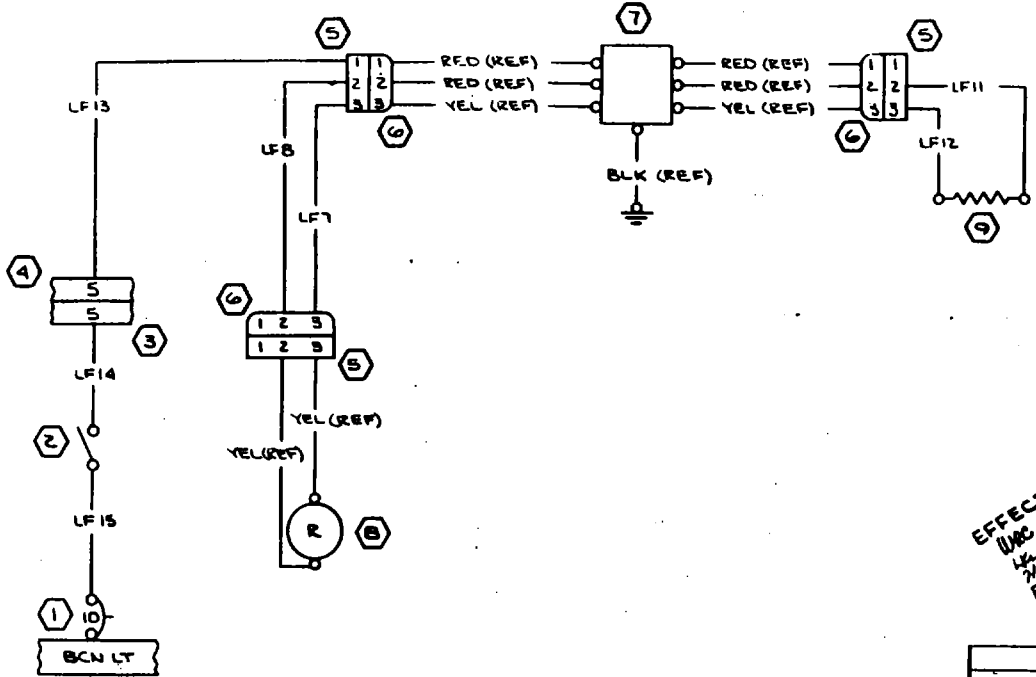 7
5
5
1 1
RED (REF)
RED (REF)
1 1
2 2
RED (REF)
RED (REF)
2 2
LF11
3 3
YEL (REF)
YEL (REF)
3 3
6
6
LF13
LF8
LF12
BLK (REF)
9
LF7
4
5
5
3
6
1 2 3
1 2 3
5
LF14
2
YEL (REF)
YEL (REF)
LF15
R
8
1
10
BCN LT